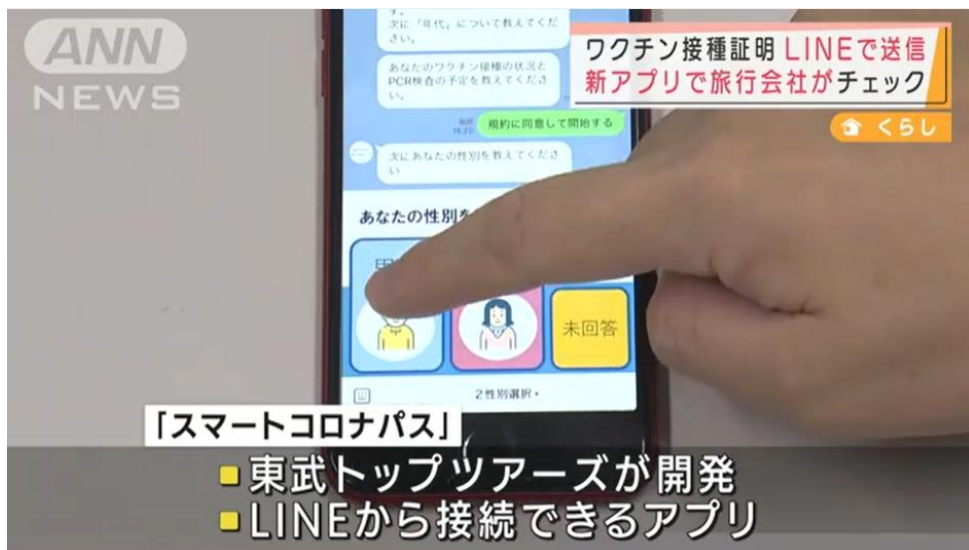 ANN
NEWS
ワクチン接種証明 LINEで送信
新アプリで旅行会社がチェック
くらし
す。
次に「年代」について教えてくだ
さい。
あなたのワクチン接種の状況と
PCR検査の予定を教えてくださ
い。
規約に同意して開始する
次にあなたの性別を教えてくださ
い
あなたの性別を
未回答
2性別選択
「スマートコロナパス」
東武トップツアーズが開発
LINEから接続できるアプリ